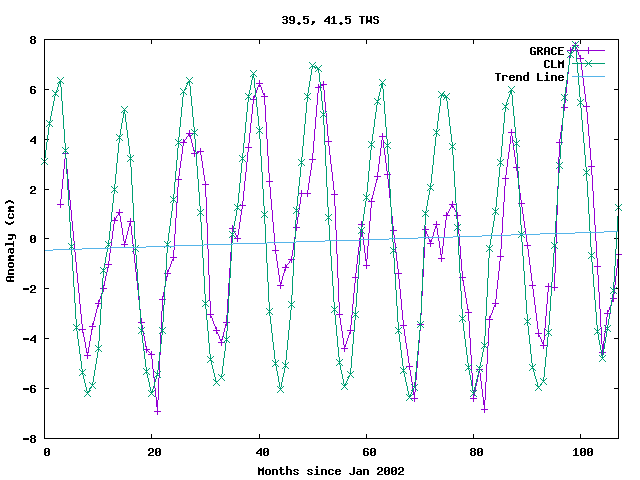 39.5, 41.5 TWS
GRACE
CLM
Trend Line
8
6
4
2
0
-2
-4
-6
-8
Anomaly (cm)
0 20 40 60 80 100
Months since Jan 2002